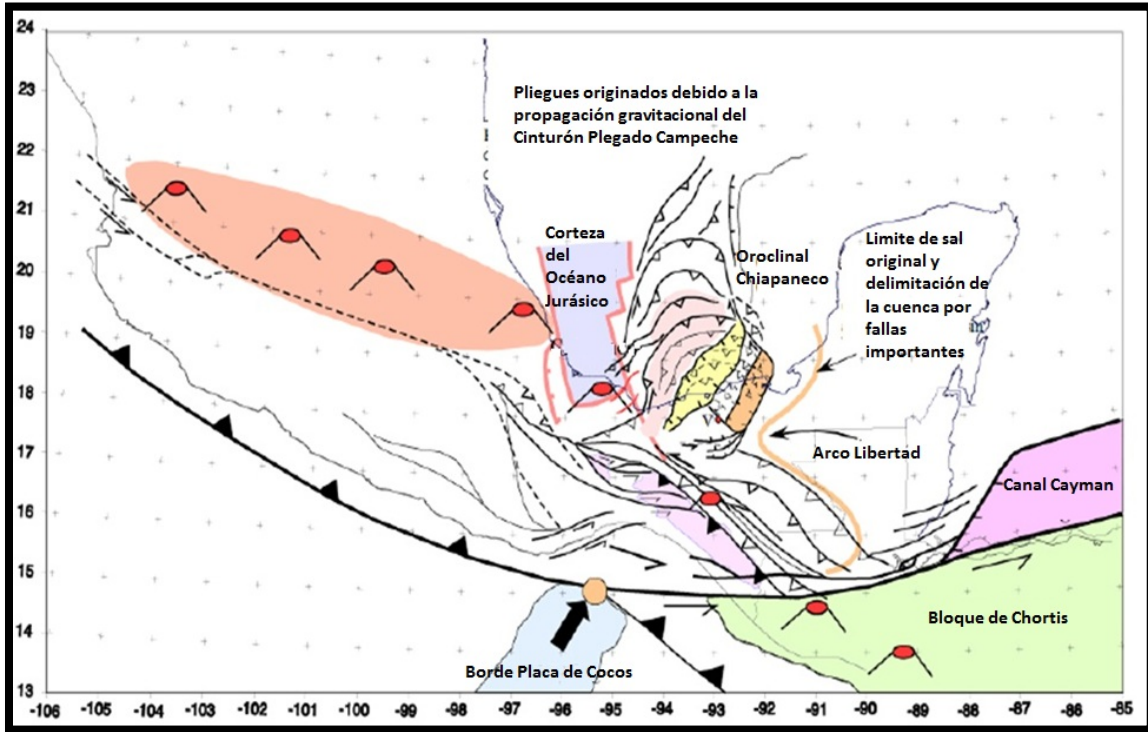 24
23
22
21
20
19
18
17
16
15
14
13
Pliegues originados debido a la
propagación gravitacional del
Cinturón Plegado Campeche
Corteza
del
Océano
Jurásico
Oroclinal
Chiapaneco
Limite de sal
original y
delimitación de
la cuenca por
fallas
importantes
Arco Libertad
Canal Cayman
Bloque de Chortis
Borde Placa de Cocos
-106 -105 -104 -103 -102 -101 -100 -99 -98 -97 -96 -95 -94 -93 -92 -91 -90 -89 -88 -87 -86 -85